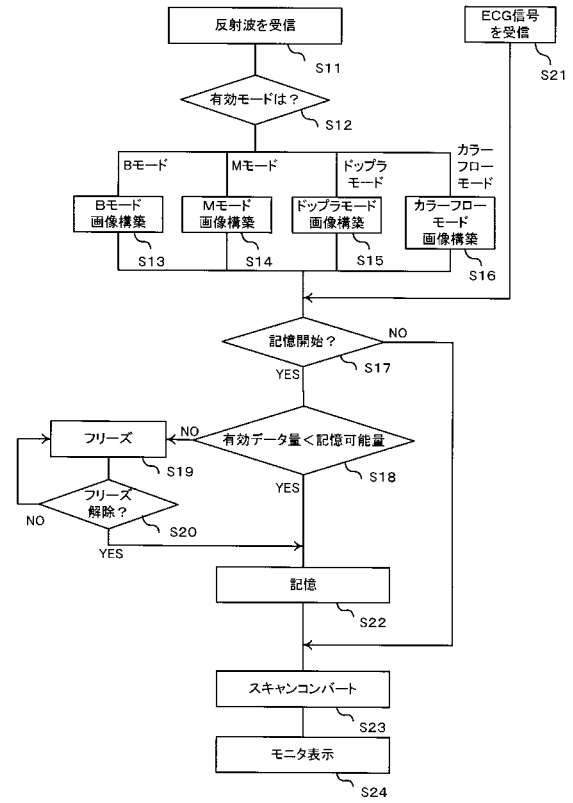 反射波を受信
S11
ECG信号
を受信
S21
有効モードは？
S12
Bモード
Mモード
ドップラ
モード
カラー
フロー
モード
Bモード
画像構築
S13
Mモード
画像構築
S14
ドップラモード
画像構築
S15
カラーフロー
モード
画像構築
S16
記憶開始？
NO
S17
YES
有効データ量＜記憶可能量
NO
S18
YES
フリーズ
S19
フリーズ
解除？
NO
S20
YES
記憶
S22
スキャンコンバート
S23
モニタ表示
S24